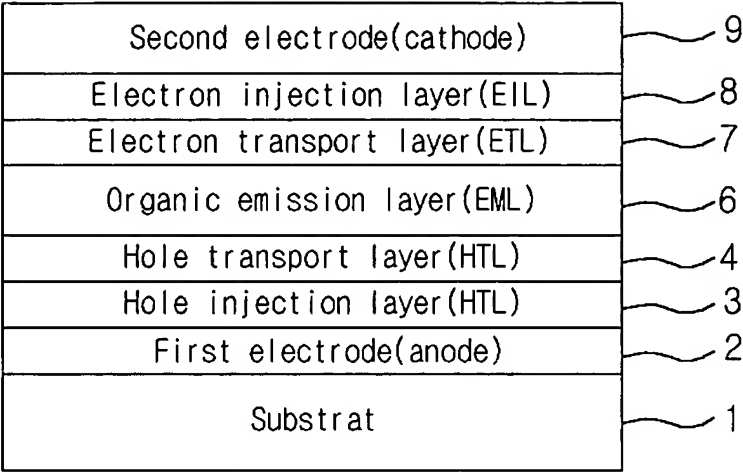 Second electrode(cathode) 9
Electron injection layer(EIL) 8
Electron transport layer(ETL) 7
Organic emission layer(EML) 6
Hole transport layer(HTL) 4
Hole injection layer(HTL) 3
First electrode(anode) 2
Substrat 1